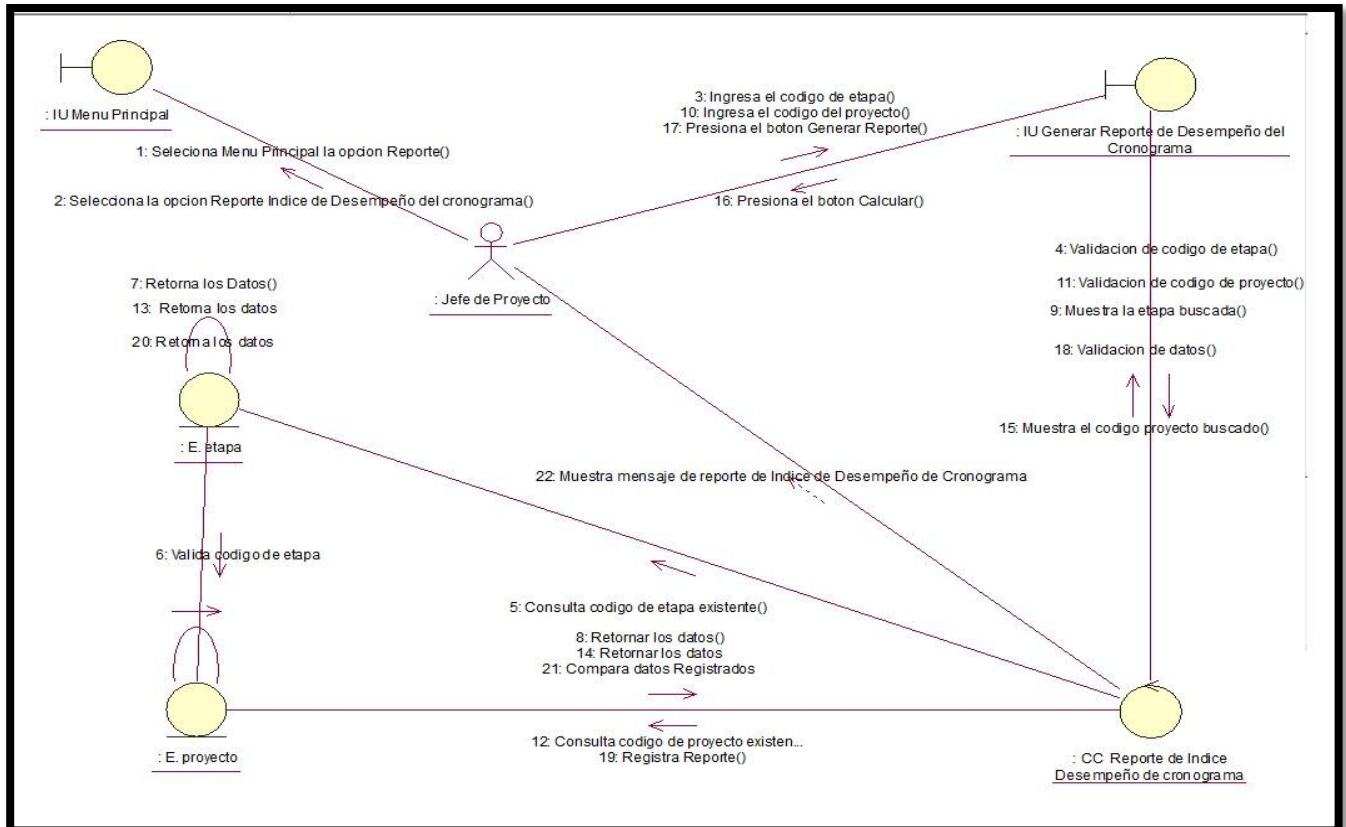 : IU Menu Principal
3: Ingresa el codigo de etapa()
10: Ingresa el codigo del proyecto()
17: Presiona el boton Generar Reporte()
: IU Generar Reporte de Desempeño del
Cronograma
1: Seleciona Menu Principal la opcion Reporte()
2: Selecciona la opcion Reporte Indice de Desempeño del cronograma()
16: Presiona el boton Calcular()
: Jefe de Proyecto
4: Validacion de codigo de etapa()
11: Validacion de codigo de proyecto()
9: Muestra la etapa buscada()
18: Validacion de datos()
15: Muestra el codigo proyecto buscado()
7: Retorna los Datos()
13: Retorna los datos
20: Retorna los datos
: E. etapa
22: Muestra mensaje de reporte de Indice de Desempeño de Cronograma
6: Valida codigo de etapa
5: Consulta codigo de etapa existente()
8: Retornar los datos()
14: Retornar los datos
21: Compara datos Registrados
12: Consulta codigo de proyecto existen...
19: Registra Reporte()
: E. proyecto
: CC Reporte de Indice
Desempeño de cronograma